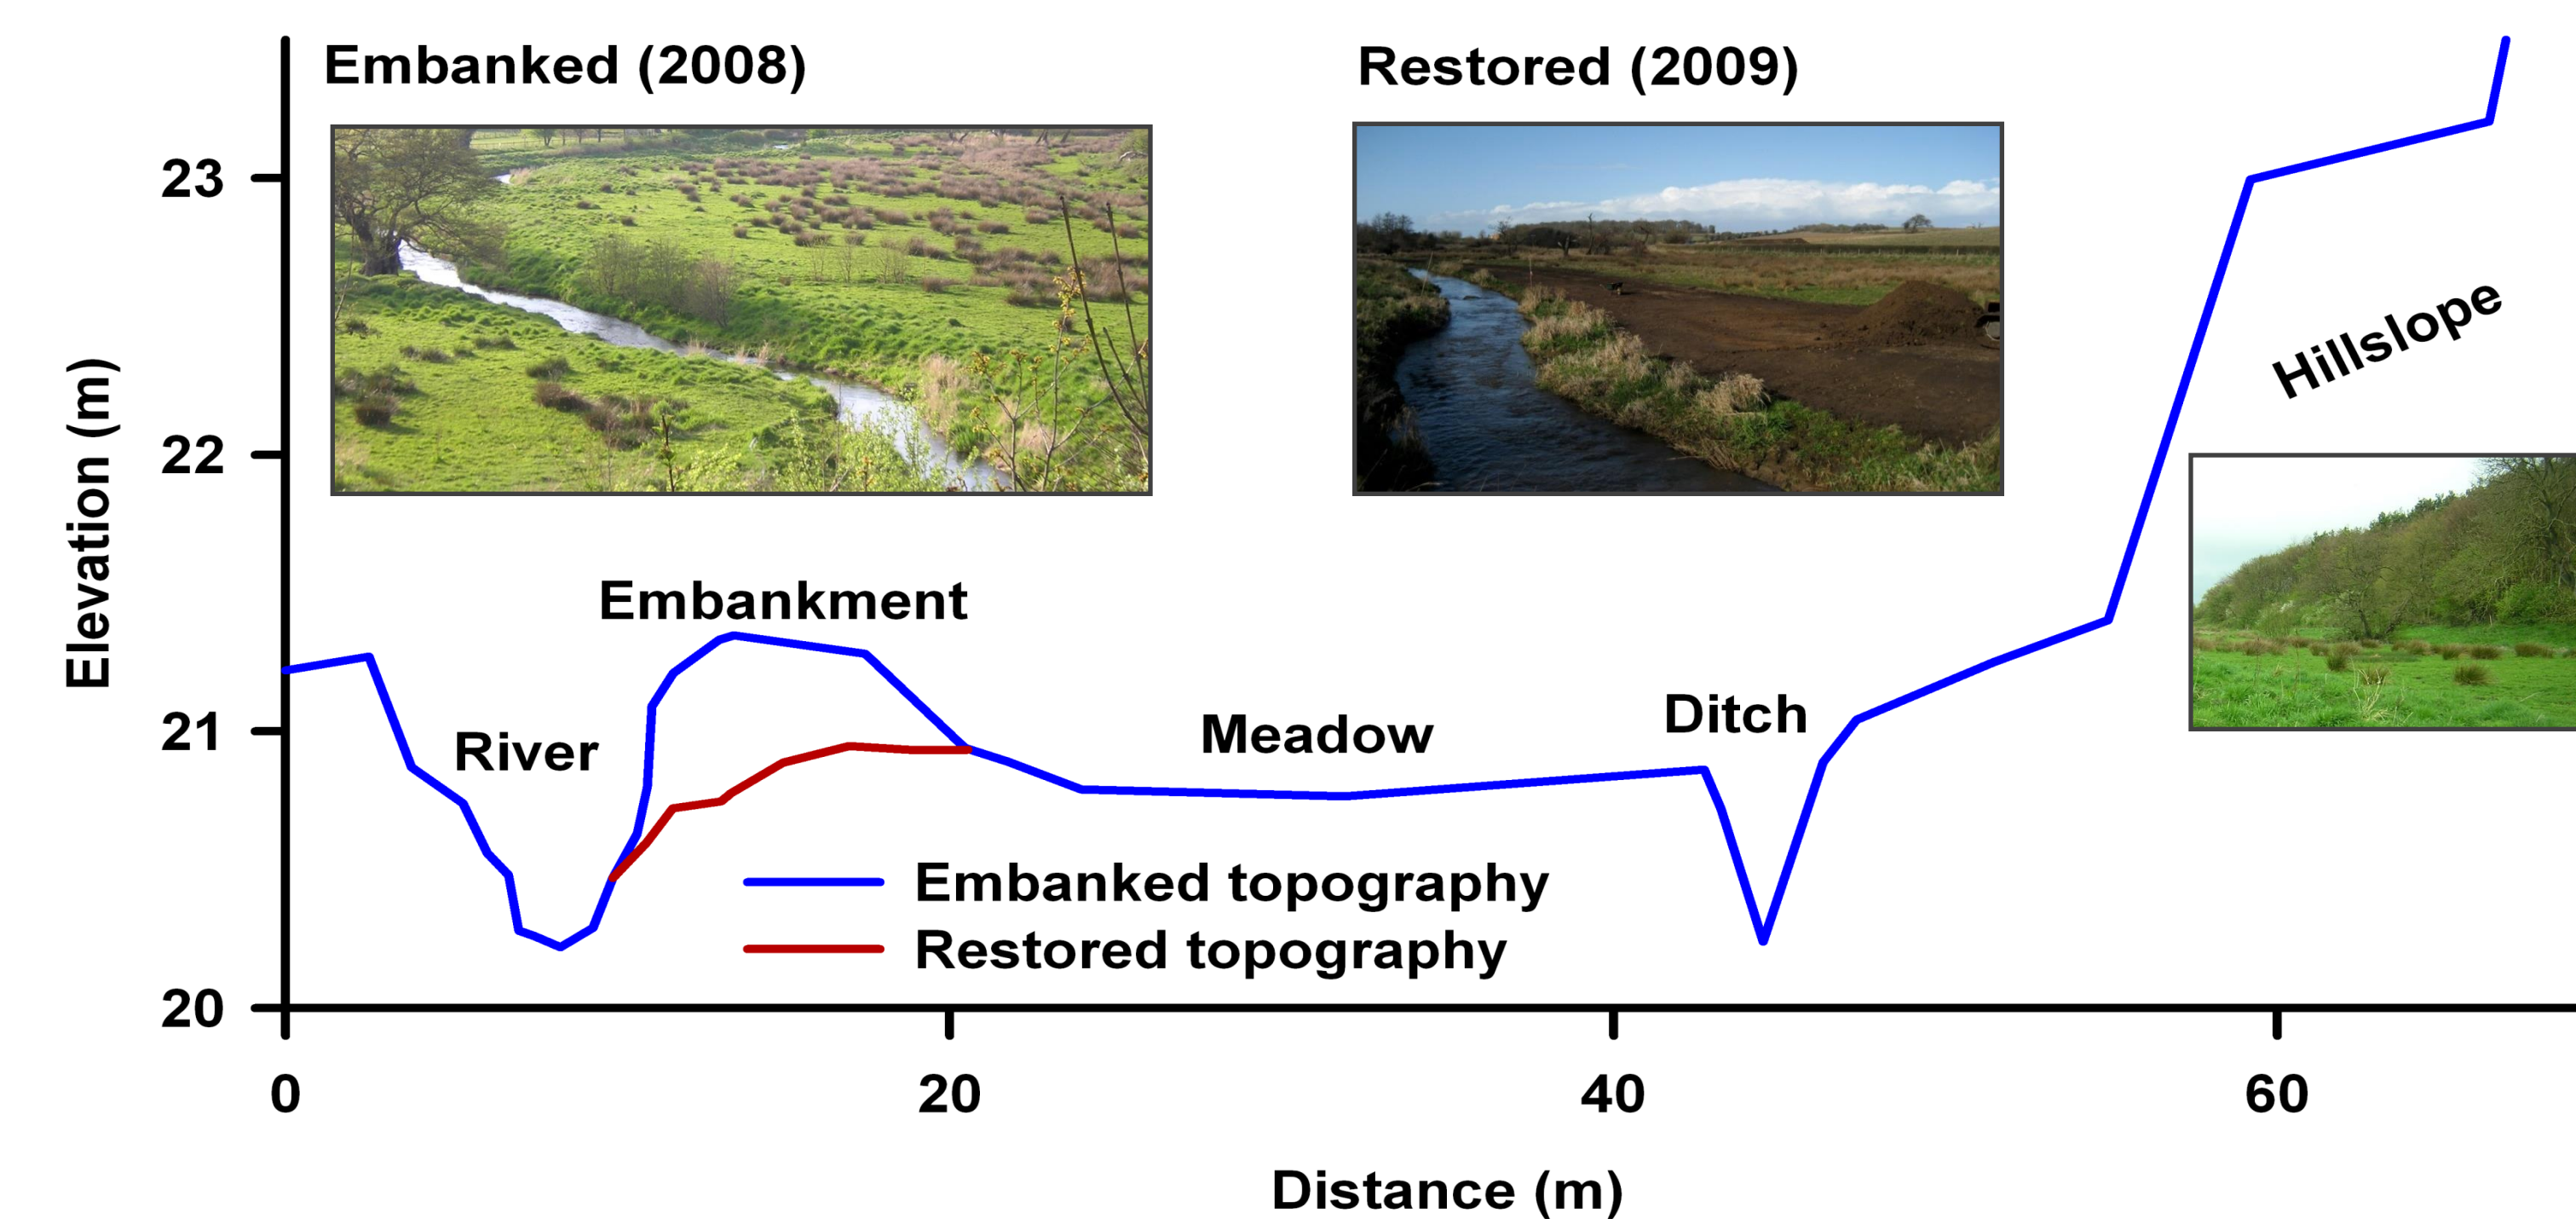 Embanked (2008)
Restored (2009)
23
22
21
20
Elevation (m)
Hillslope
Embankment
River
Meadow
Ditch
Embanked topography
Restored topography
0
20
40
60
Distance (m)